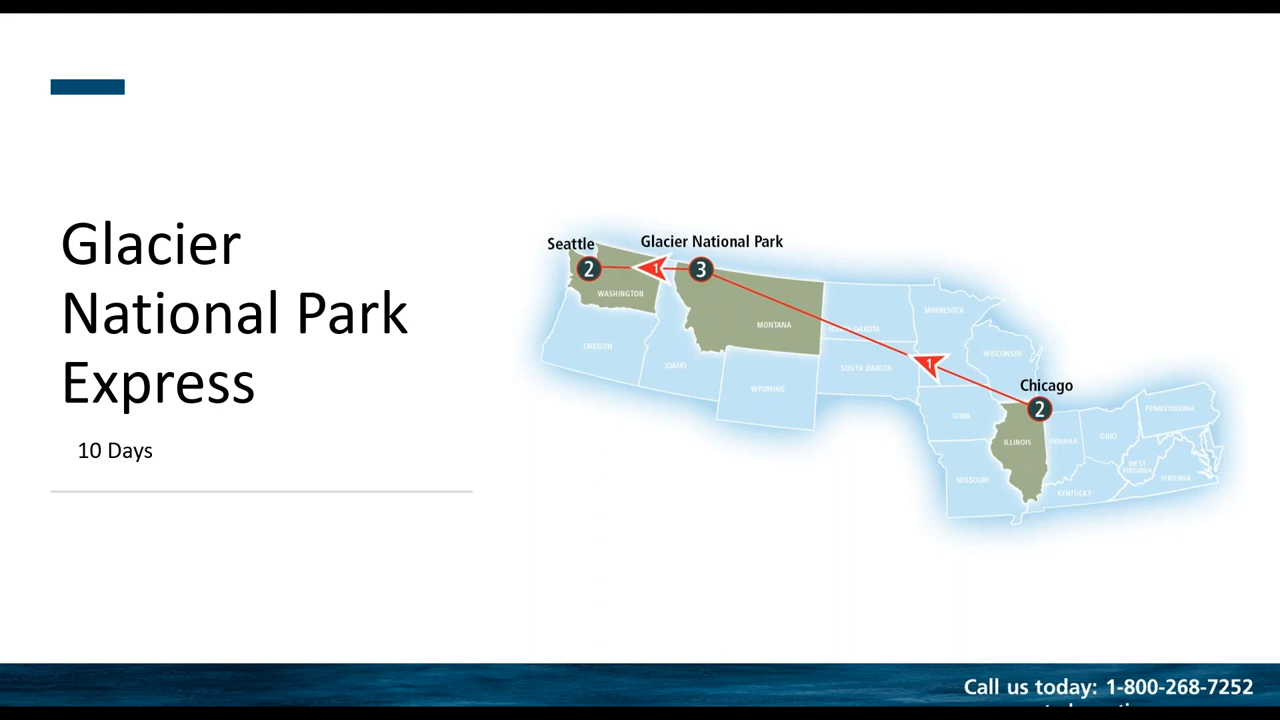 Glacier
National Park
Express
10 Days
Seattle
Glacier National Park
2
1
3
WASHINGTON
MONTANA
OREGON
IDAHO
WYOMING
NORTH DAKOTA
SOUTH DAKOTA
MINNESOTA
WISCONSIN
1
Chicago
2
IOWA
ILLINOIS
INDIANA
OHIO
PENNSYLVANIA
MISSOURI
KENTUCKY
WEST
VIRGINIA
VIRGINIA
Call us today: 1-800-268-7252